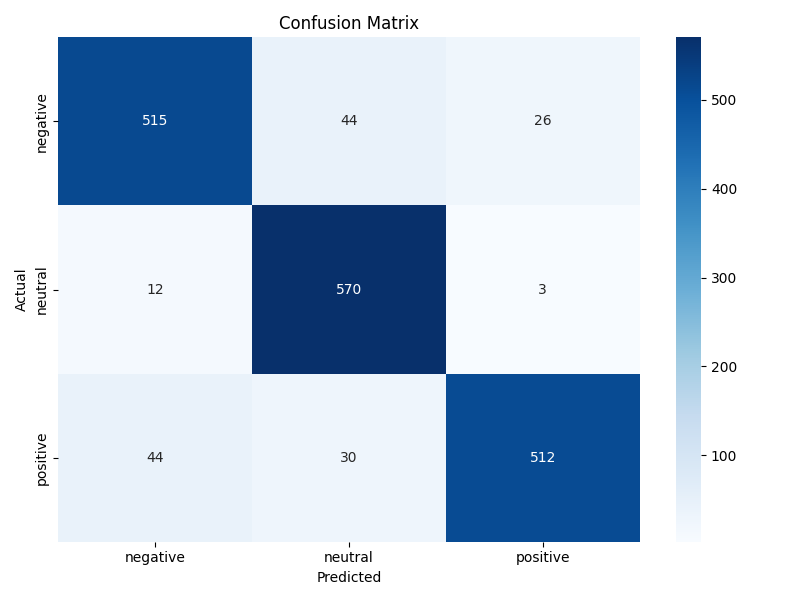 Confusion Matrix
Actual
negative
515 44 26
neutral
12 570 3
positive
44 30 512
negative neutral positive
Predicted
500
400
300
200
100